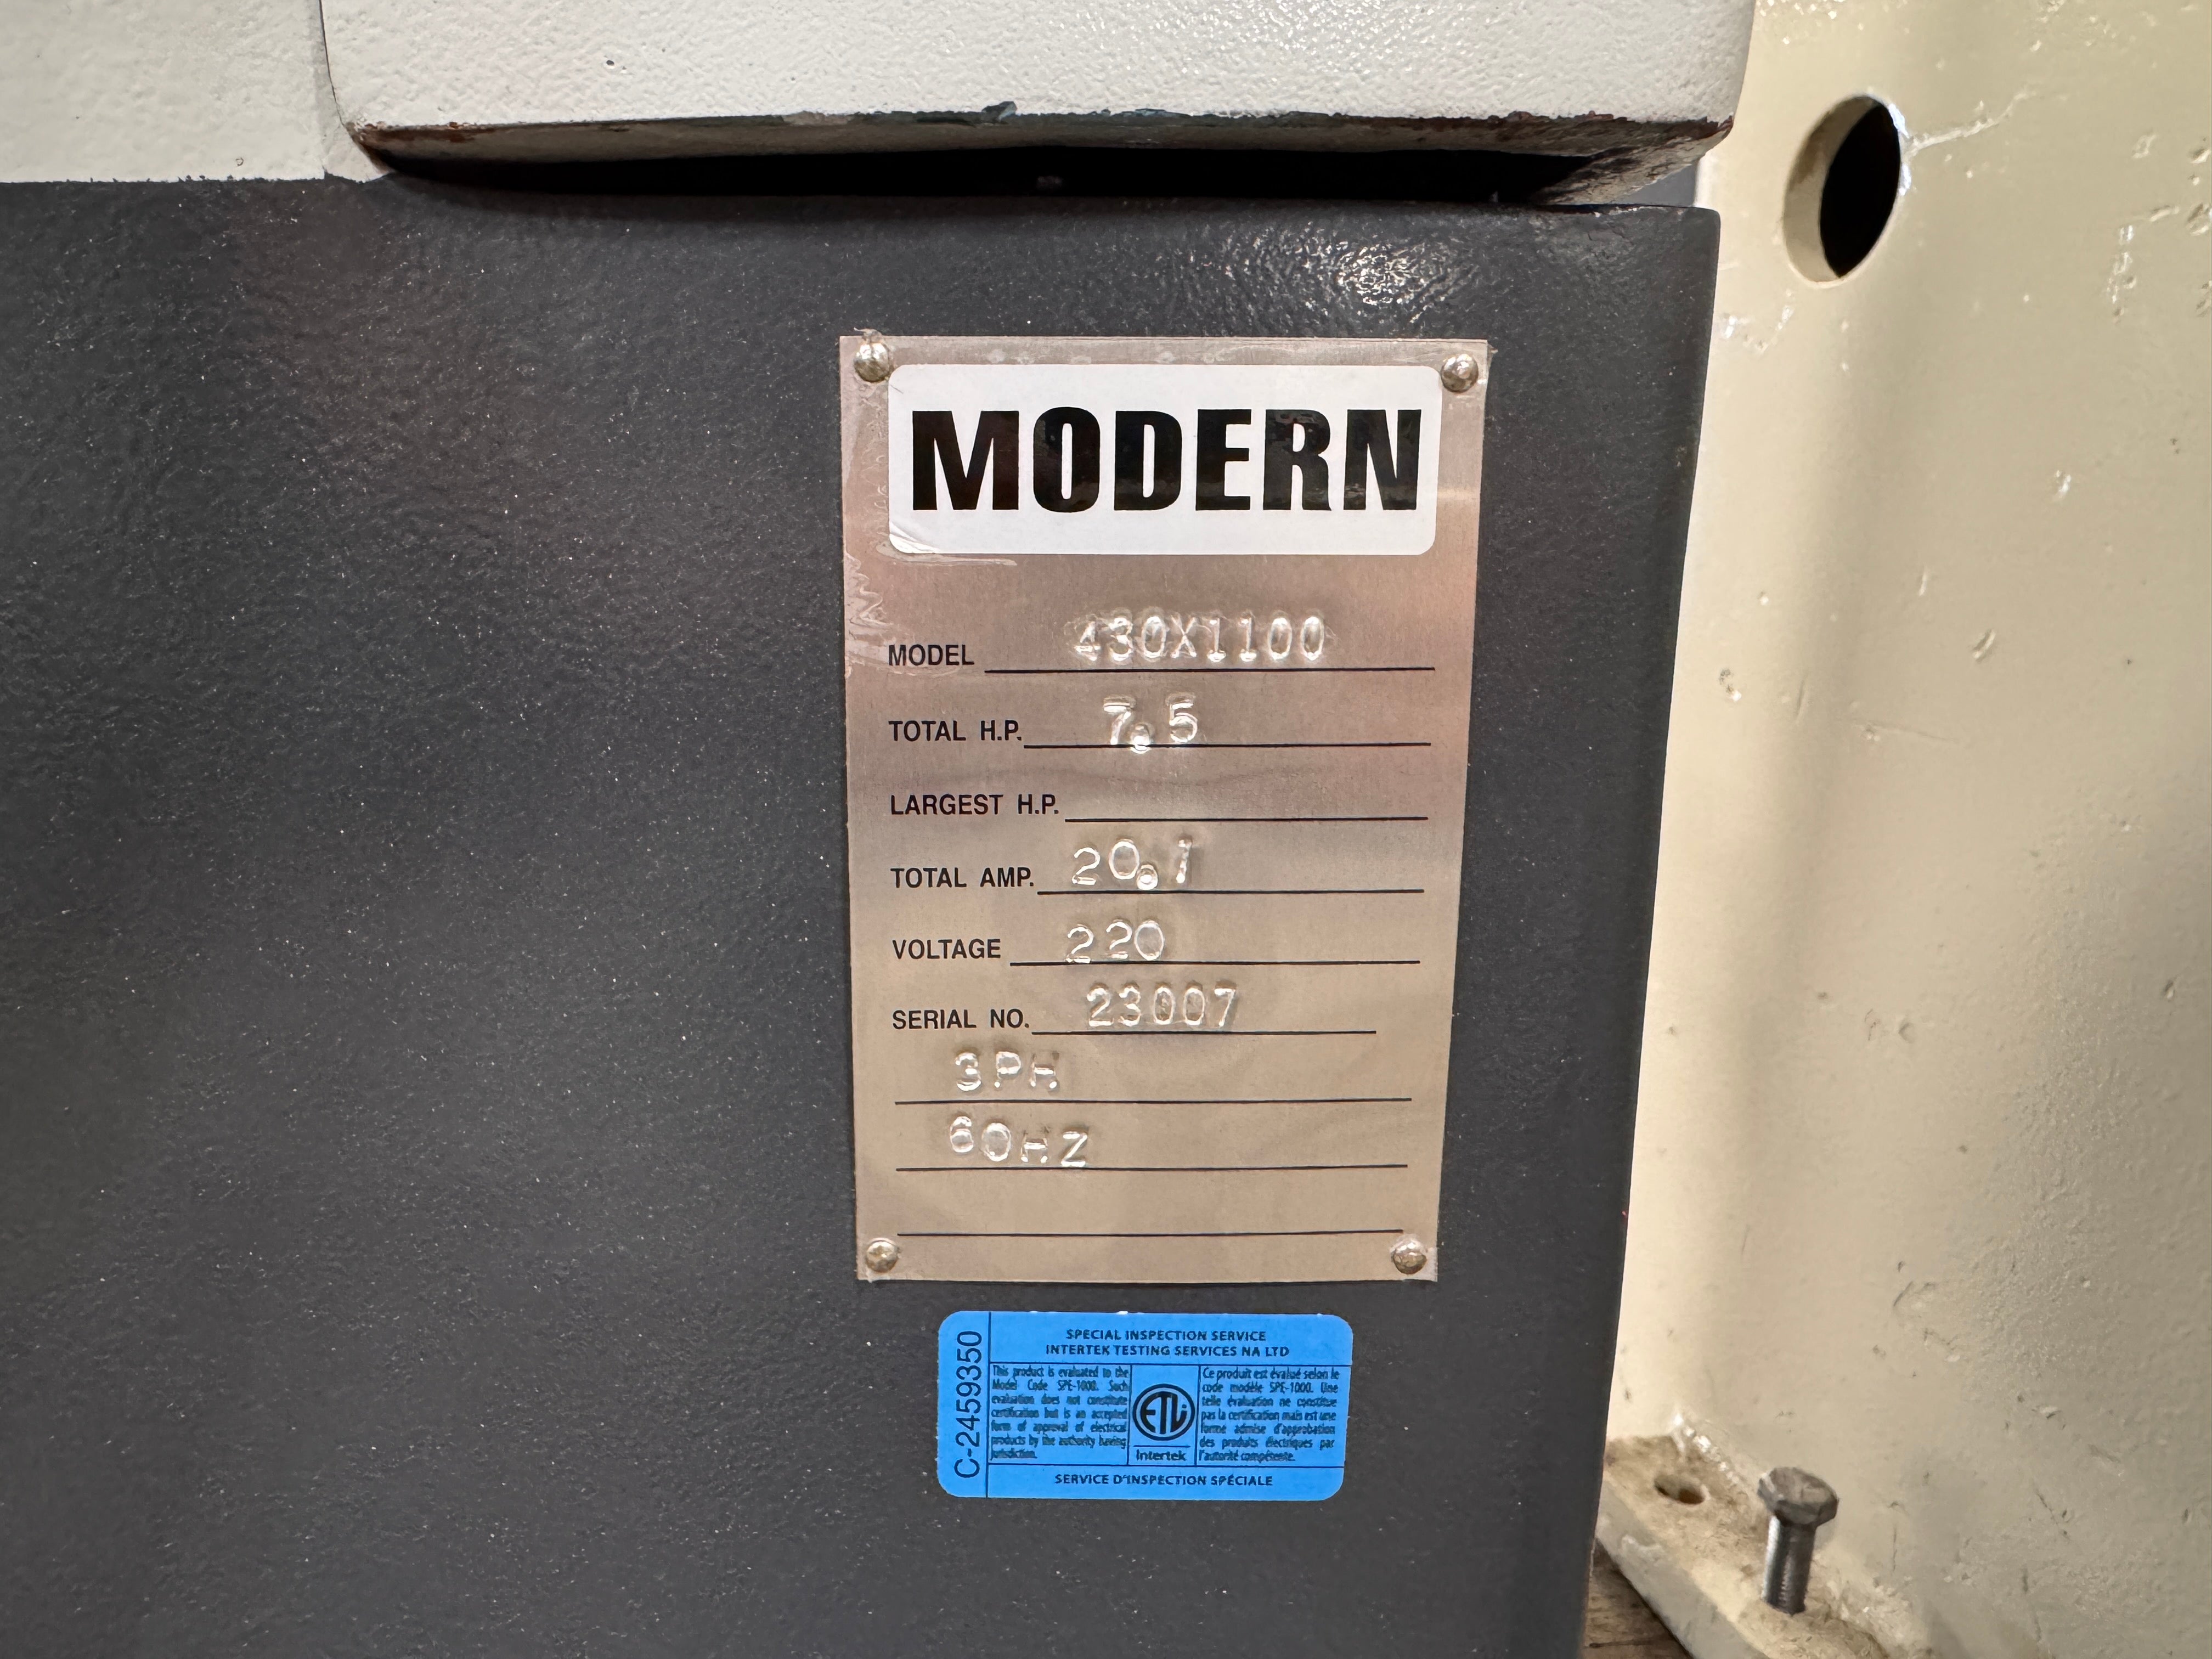 MODERN
MODEL 430X1100
TOTAL H.P. 7.5
LARGEST H.P.
TOTAL AMP. 20.1
VOLTAGE 220
SERIAL NO. 23007
3PH
60HZ
C-2459350
SPECIAL INSPECTION SERVICE
INTERTEK TESTING SERVICES NA LTD
This product is evaluated to the
Model Code SPE-1000. Such
evaluation does not constitute
certification but is an accepted
form of approval of electrical
products by the authority having
jurisdiction.
ETL
Intertek
Ce produit est évalué selon le
code modèle SPE-1000. Une
telle évaluation ne constitue
pas la certification mais est une
forme admise d'approbation
des produits électriques par
l'autorité compétente.
SERVICE D'INSPECTION SPÉCIALE